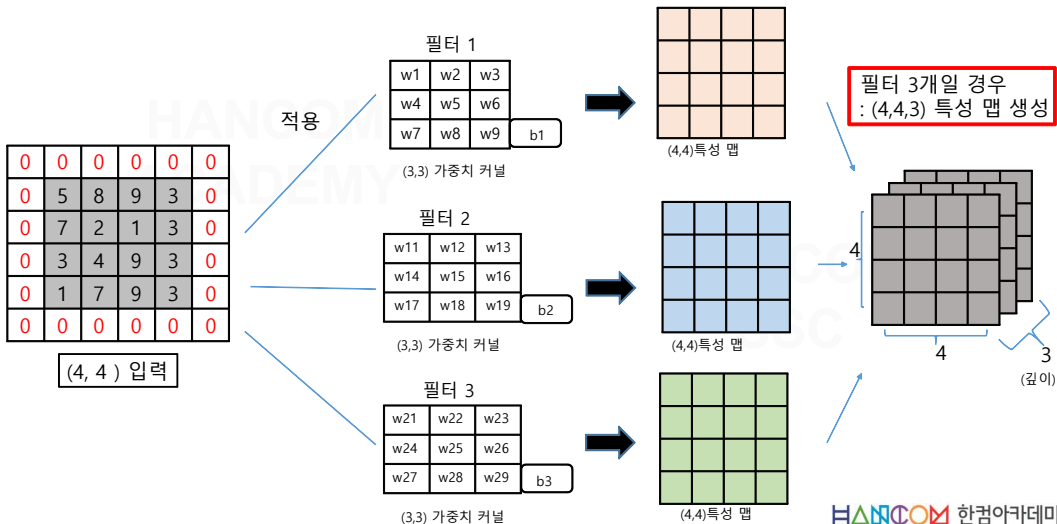 필터 1
w1 w2 w3
w4 w5 w6
w7 w8 w9
b1
(3,3) 가중치 커널
적용
(4,4)특성 맵
필터 3개일 경우
: (4,4,3) 특성 맵 생성
0 0 0 0 0 0
0 5 8 9 3 0
0 7 2 1 3 0
0 3 4 9 3 0
0 1 7 9 3 0
0 0 0 0 0 0
(4, 4 ) 입력
필터 2
w11 w12 w13
w14 w15 w16
w17 w18 w19
b2
(3,3) 가중치 커널
(4,4)특성 맵
4
4
3
(깊이)
필터 3
w21 w22 w23
w24 w25 w26
w27 w28 w29
b3
(3,3) 가중치 커널
(4,4)특성 맵
HANCOM 한컴아카데미